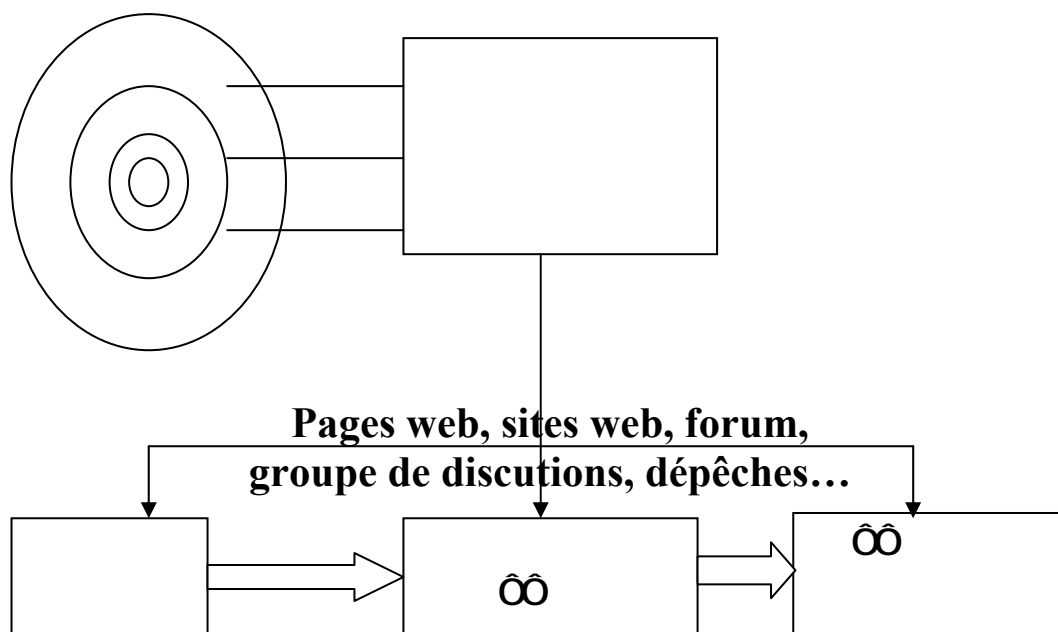 Pages web, sites web, forum,
groupe de discutions, dépêches…
ÔÔ
ÔÔ